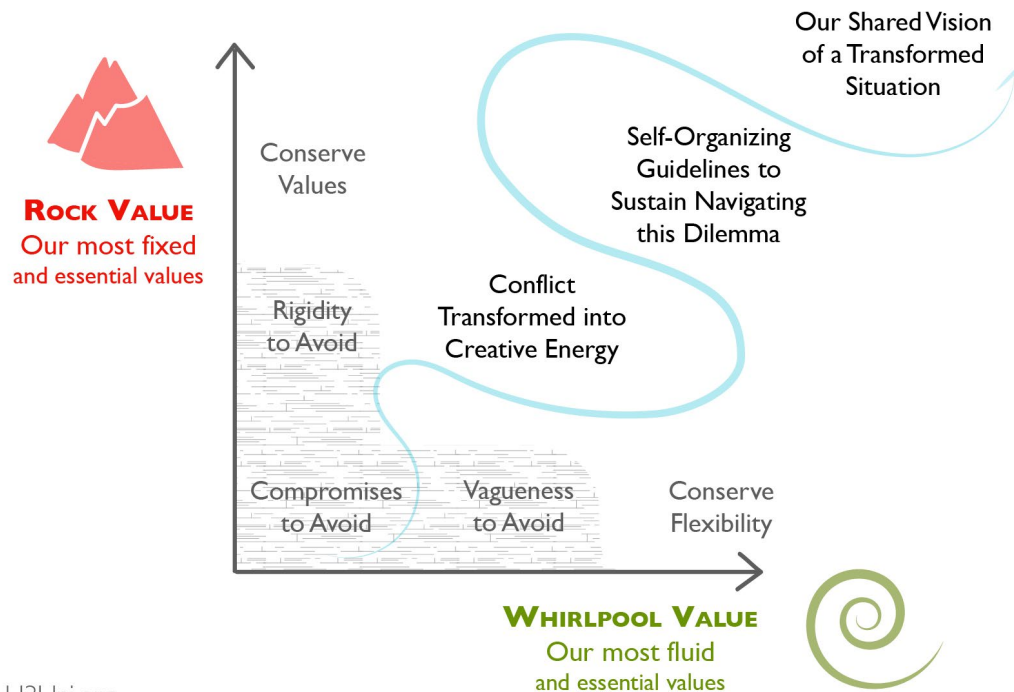 Our Shared Vision
of a Transformed
Situation
Self-Organizing
Guidelines to
Sustain Navigating
this Dilemma
Conserve
Values
ROCK VALUE
Our most fixed
and essential values
Conflict
Transformed into
Creative Energy
Rigidity
to Avoid
Compromises
to Avoid
Vagueness
to Avoid
Conserve
Flexibility
WHIRLPOOL VALUE
Our most fluid
and essential values